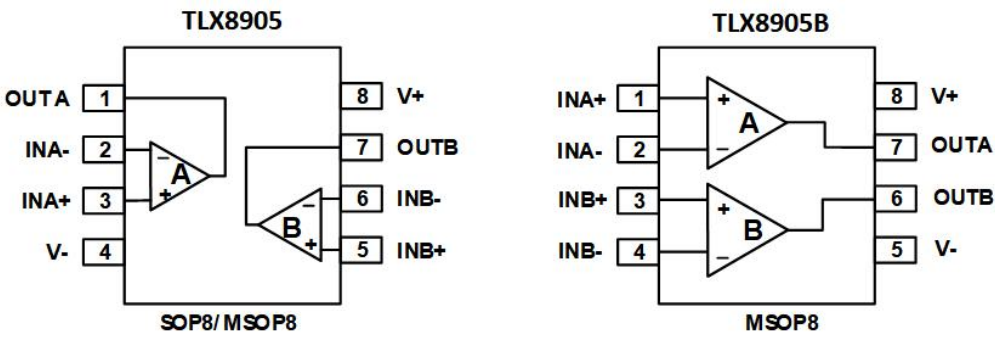 TLX8905
OUTA 1 8 V+
INA- 2 7 OUTB
INA+ 3 6 INB-
V- 4 5 INB+
− A +
− B +
SOP8/MSOP8
TLX8905B
INA+ 1 8 V+
INA- 2 7 OUTA
INB+ 3 6 OUTB
INB- 4 5 V-
+ A −
+ B −
MSOP8